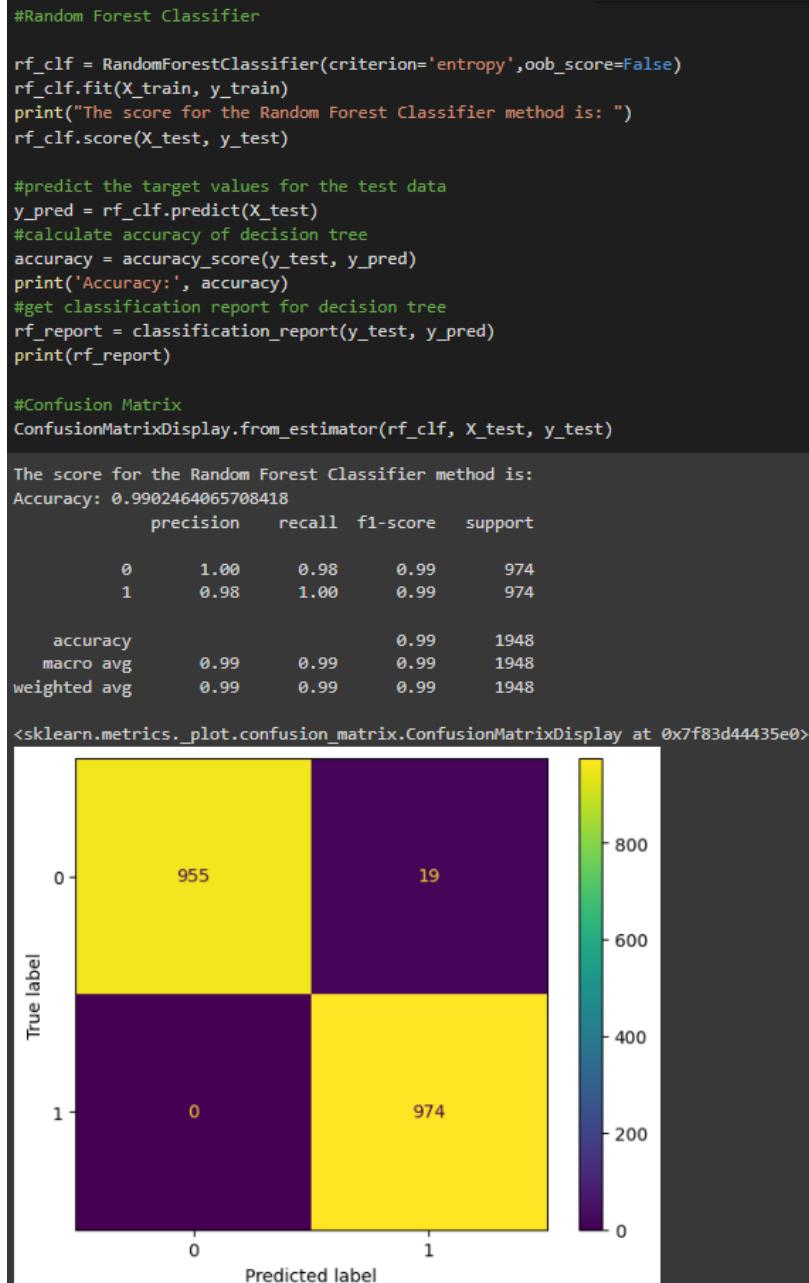 #Random Forest Classifier
rf_clf = RandomForestClassifier(criterion='entropy',oob_score=False)
rf_clf.fit(X_train, y_train)
print("The score for the Random Forest Classifier method is: ")
rf_clf.score(X_test, y_test)
#predict the target values for the test data
y_pred = rf_clf.predict(X_test)
#calculate accuracy of decision tree
accuracy = accuracy_score(y_test, y_pred)
print('Accuracy:', accuracy)
#get classification report for decision tree
rf_report = classification_report(y_test, y_pred)
print(rf_report)
#Confusion Matrix
ConfusionMatrixDisplay.from_estimator(rf_clf, X_test, y_test)
The score for the Random Forest Classifier method is:
Accuracy: 0.9902464065708418
precision recall f1-score support
0 1.00 0.98 0.99 974
1 0.98 1.00 0.99 974
accuracy 0.99 1948
macro avg 0.99 0.99 0.99 1948
weighted avg 0.99 0.99 0.99 1948
<sklearn.metrics._plot.confusion_matrix.ConfusionMatrixDisplay at 0x7f83d44435e0>
800
0 955 19
600
True label
400
1 0 974
200
0
0 1
Predicted label